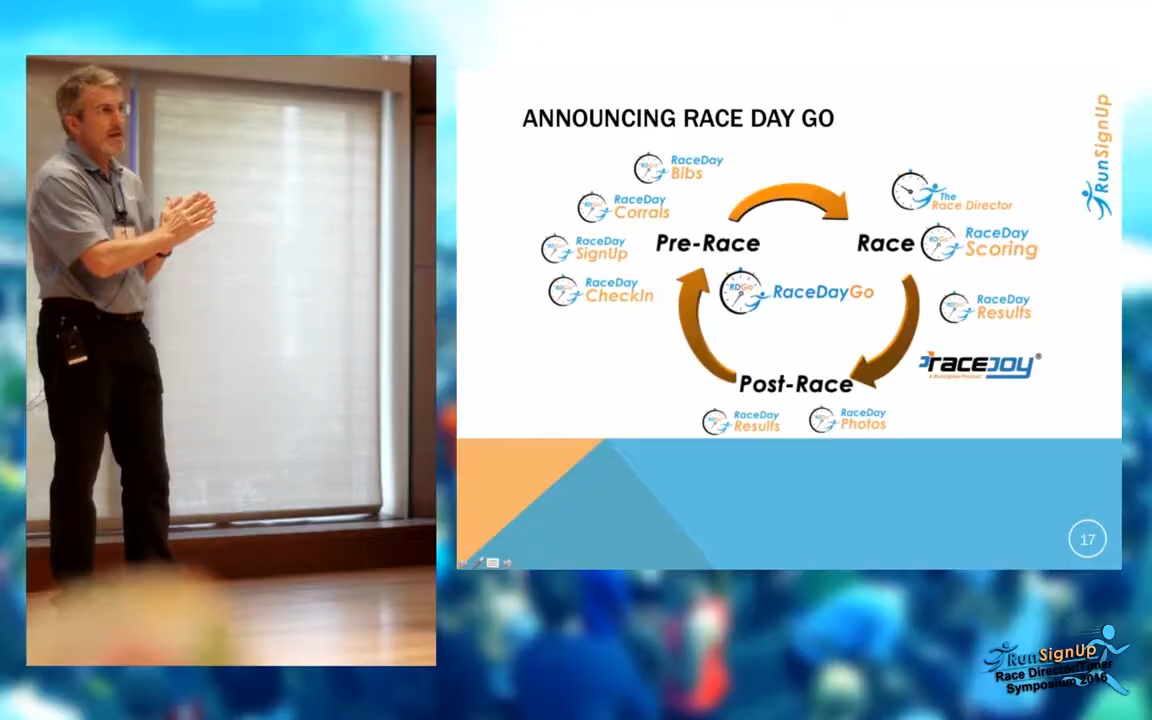 ANNOUNCING RACE DAY GO
RunSignUp
RaceDay
Bibs
RaceDay
Corrals
RaceDay
SignUp
RaceDay
CheckIn
Pre-Race
Race
The
Race Director
RaceDay
Scoring
RDGo
RaceDayGo
RaceDay
Results
racejoy®
Post-Race
RaceDay
Results
RaceDay
Photos
17
RunSignUp
Race Director/Timer
Symposium 2016